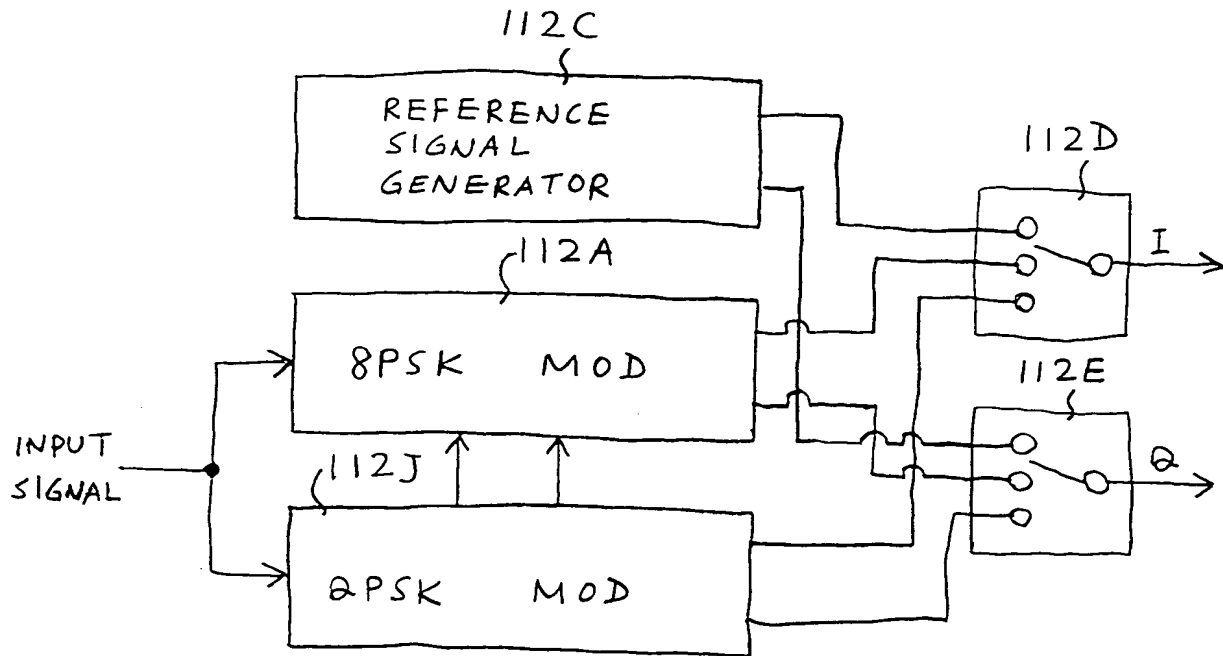 112C
REFERENCE
SIGNAL
GENERATOR
112D
I
112A
8PSK MOD
112E
Q
INPUT
SIGNAL
112J
QPSK MOD